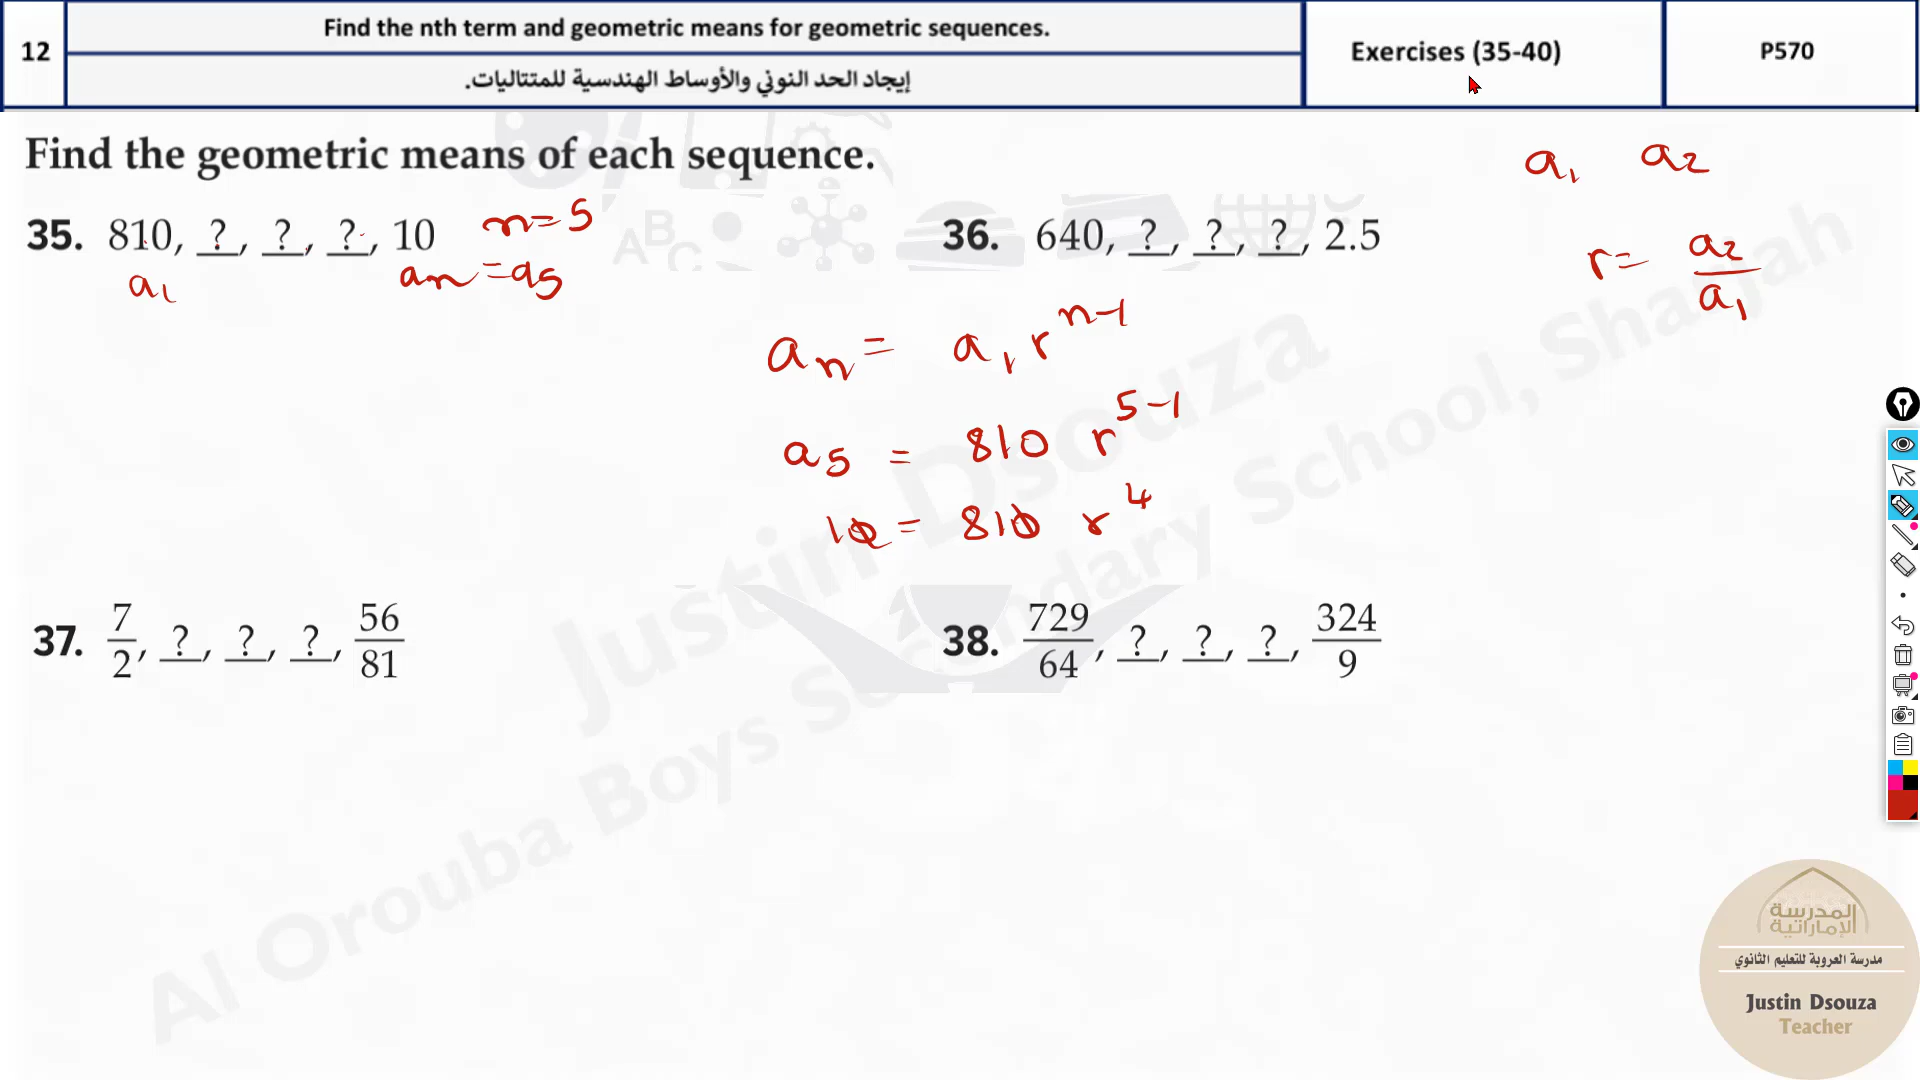 12
Find the nth term and geometric means for geometric sequences.
إيجاد الحد النوني والأوساط الهندسية للمتتاليات.
Exercises (35-40)
P570
Find the geometric means of each sequence.
a₁ a₂
35. 810, ?, ?, ?, 10
n=5
a₁
aₙ = a₅
36. 640, ?, ?, ?, 2.5
r = a₂/a₁
aₙ = a₁ rⁿ⁻¹
a₅ = 810 r⁵⁻¹
10 = 810 r⁴
37. 7/2, ?, ?, ?, 56/81
38. 729/64, ?, ?, ?, 324/9
Justin Dsouza
Al Orouba Boys Secondary School, Sharjah
ABC
المدرسة
الإماراتية
مدرسة العروبة للتعليم الثانوي
Justin Dsouza
Teacher